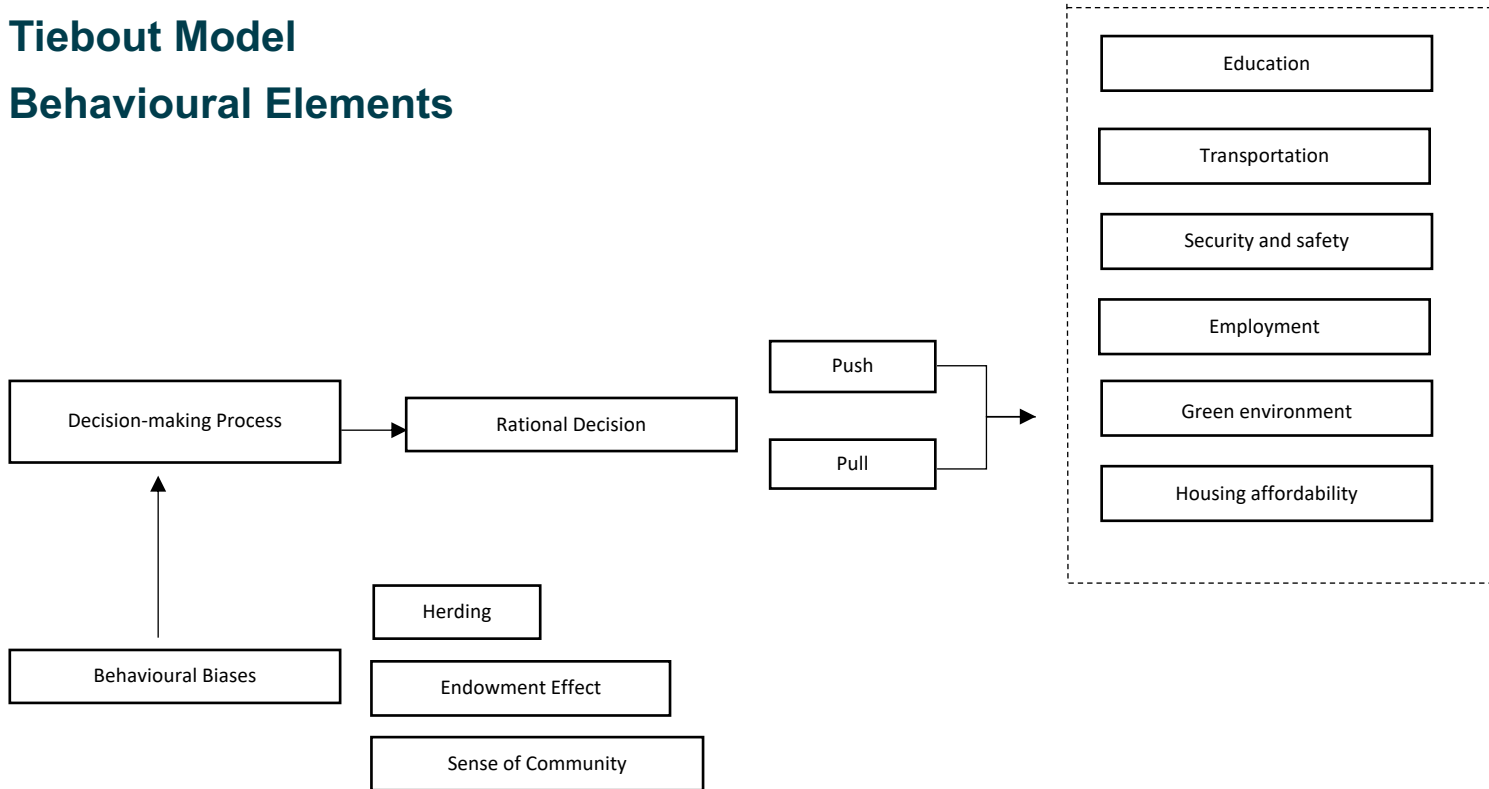 Tiebout Model
Behavioural Elements
Education
Transportation
Security and safety
Employment
Green environment
Housing affordability
Push
Pull
Decision-making Process
Rational Decision
Herding
Behavioural Biases
Endowment Effect
Sense of Community